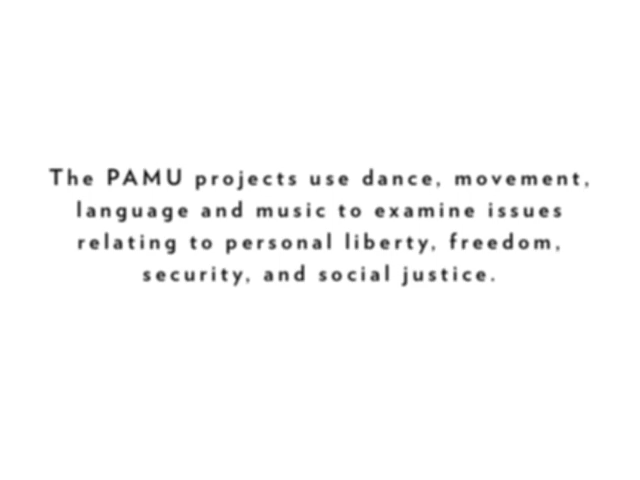 The PAMU projects use dance, movement,
language and music to examine issues
relating to personal liberty, freedom,
security, and social justice.